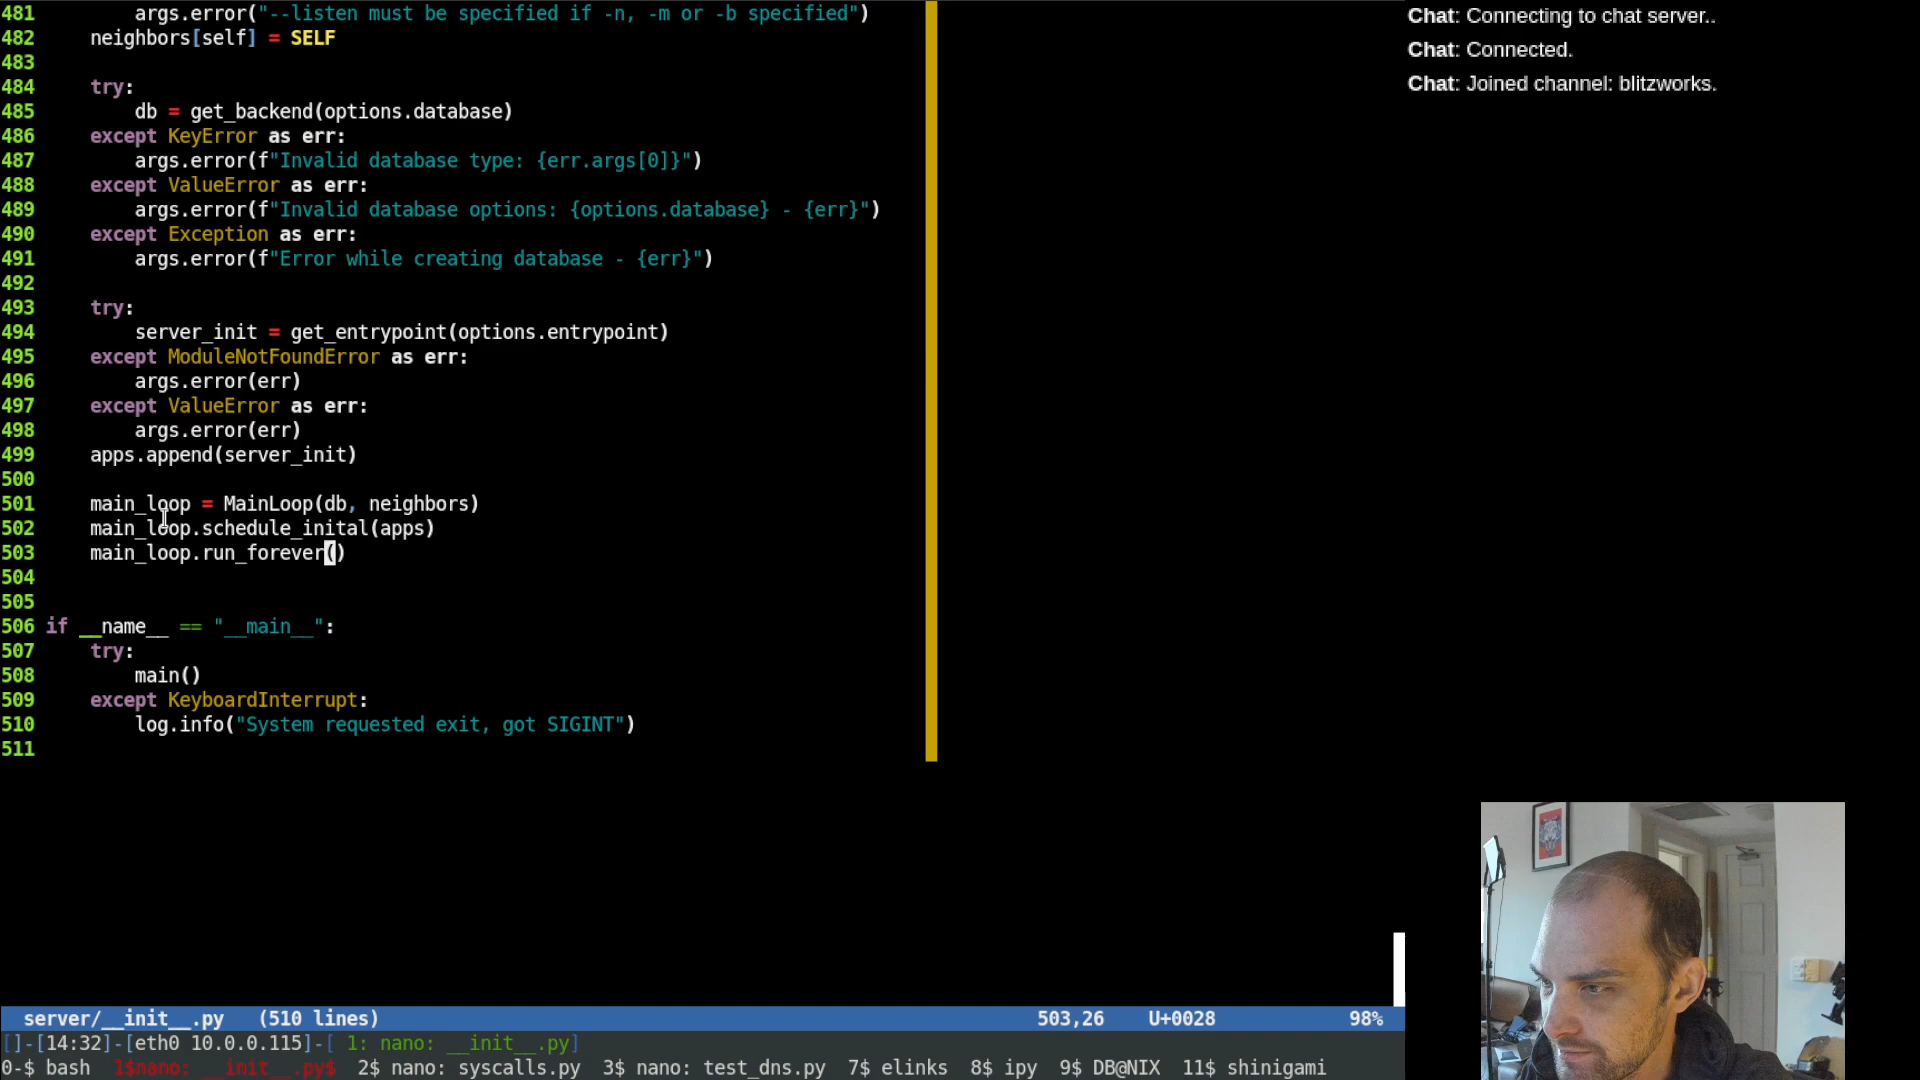 481         args.error("--listen must be specified if -n, -m or -b specified")
482     neighbors[self] = SELF
483
484     try:
485         db = get_backend(options.database)
486     except KeyError as err:
487         args.error(f"Invalid database type: {err.args[0]}")
488     except ValueError as err:
489         args.error(f"Invalid database options: {options.database} - {err}")
490     except Exception as err:
491         args.error(f"Error while creating database - {err}")
492
493     try:
494         server_init = get_entrypoint(options.entrypoint)
495     except ModuleNotFoundError as err:
496         args.error(err)
497     except ValueError as err:
498         args.error(err)
499     apps.append(server_init)
500
501     main_loop = MainLoop(db, neighbors)
502     main_loop.schedule_inital(apps)
503     main_loop.run_forever()
504
505
506 if __name__ == "__main__":
507     try:
508         main()
509     except KeyboardInterrupt:
510         log.info("System requested exit, got SIGINT")
511
server/__init__.py   (510 lines)   503,26   U+0028   98%
[]-[14:32]-[eth0 10.0.0.115]-[ 1: nano: __init__.py]
0-$ bash  1$nano: __init__.py$  2$ nano: syscalls.py  3$ nano: test_dns.py  7$ elinks  8$ ipy  9$ DB@NIX  11$ shinigami
Chat: Connecting to chat server..
Chat: Connected.
Chat: Joined channel: blitzworks.